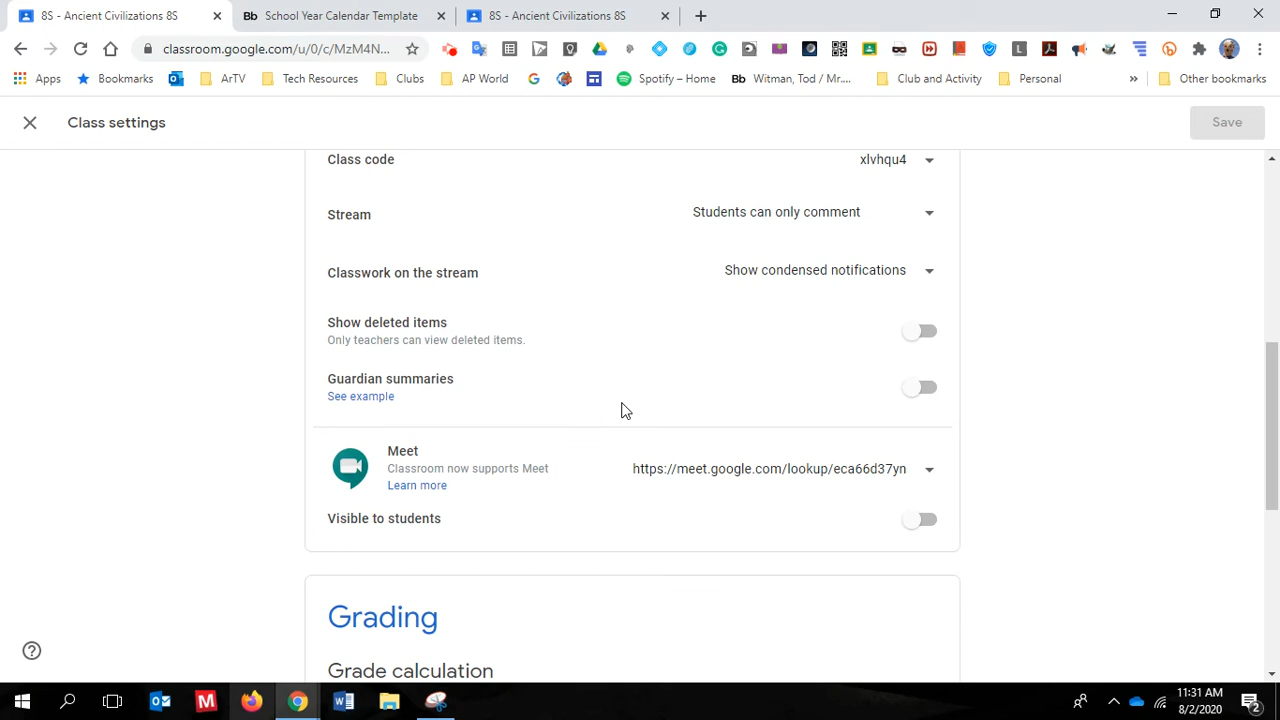 8S - Ancient Civilizations 8S
School Year Calendar Template
8S - Ancient Civilizations 8S
classroom.google.com/u/0/c/MzM4N...
Apps
Bookmarks
ArTV
Tech Resources
Clubs
AP World
Spotify – Home
Bb
Witman, Tod / Mr....
Club and Activity
Personal
»
Other bookmarks
Class settings
Save
Class code
xlvhqu4
Stream
Students can only comment
Classwork on the stream
Show condensed notifications
Show deleted items
Only teachers can view deleted items.
Guardian summaries
See example
Meet
Classroom now supports Meet
https://meet.google.com/lookup/eca66d37yn
Learn more
Visible to students
Grading
Grade calculation
11:31 AM
8/2/2020